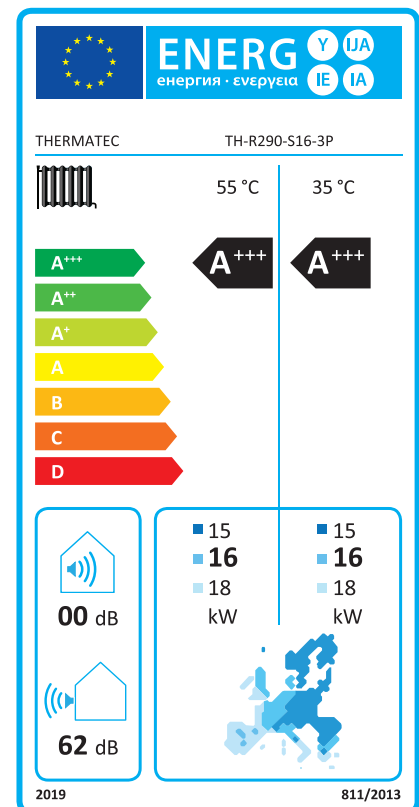 ENERG Y IJA
енергия · ενεργεια IE IA
THERMATEC TH-R290-S16-3P
55 °C 35 °C
A+++ A+++ A+++
A++
A+
A
B
C
D
15 15
16 16
18 18
kW kW
00 dB
62 dB
2019 811/2013